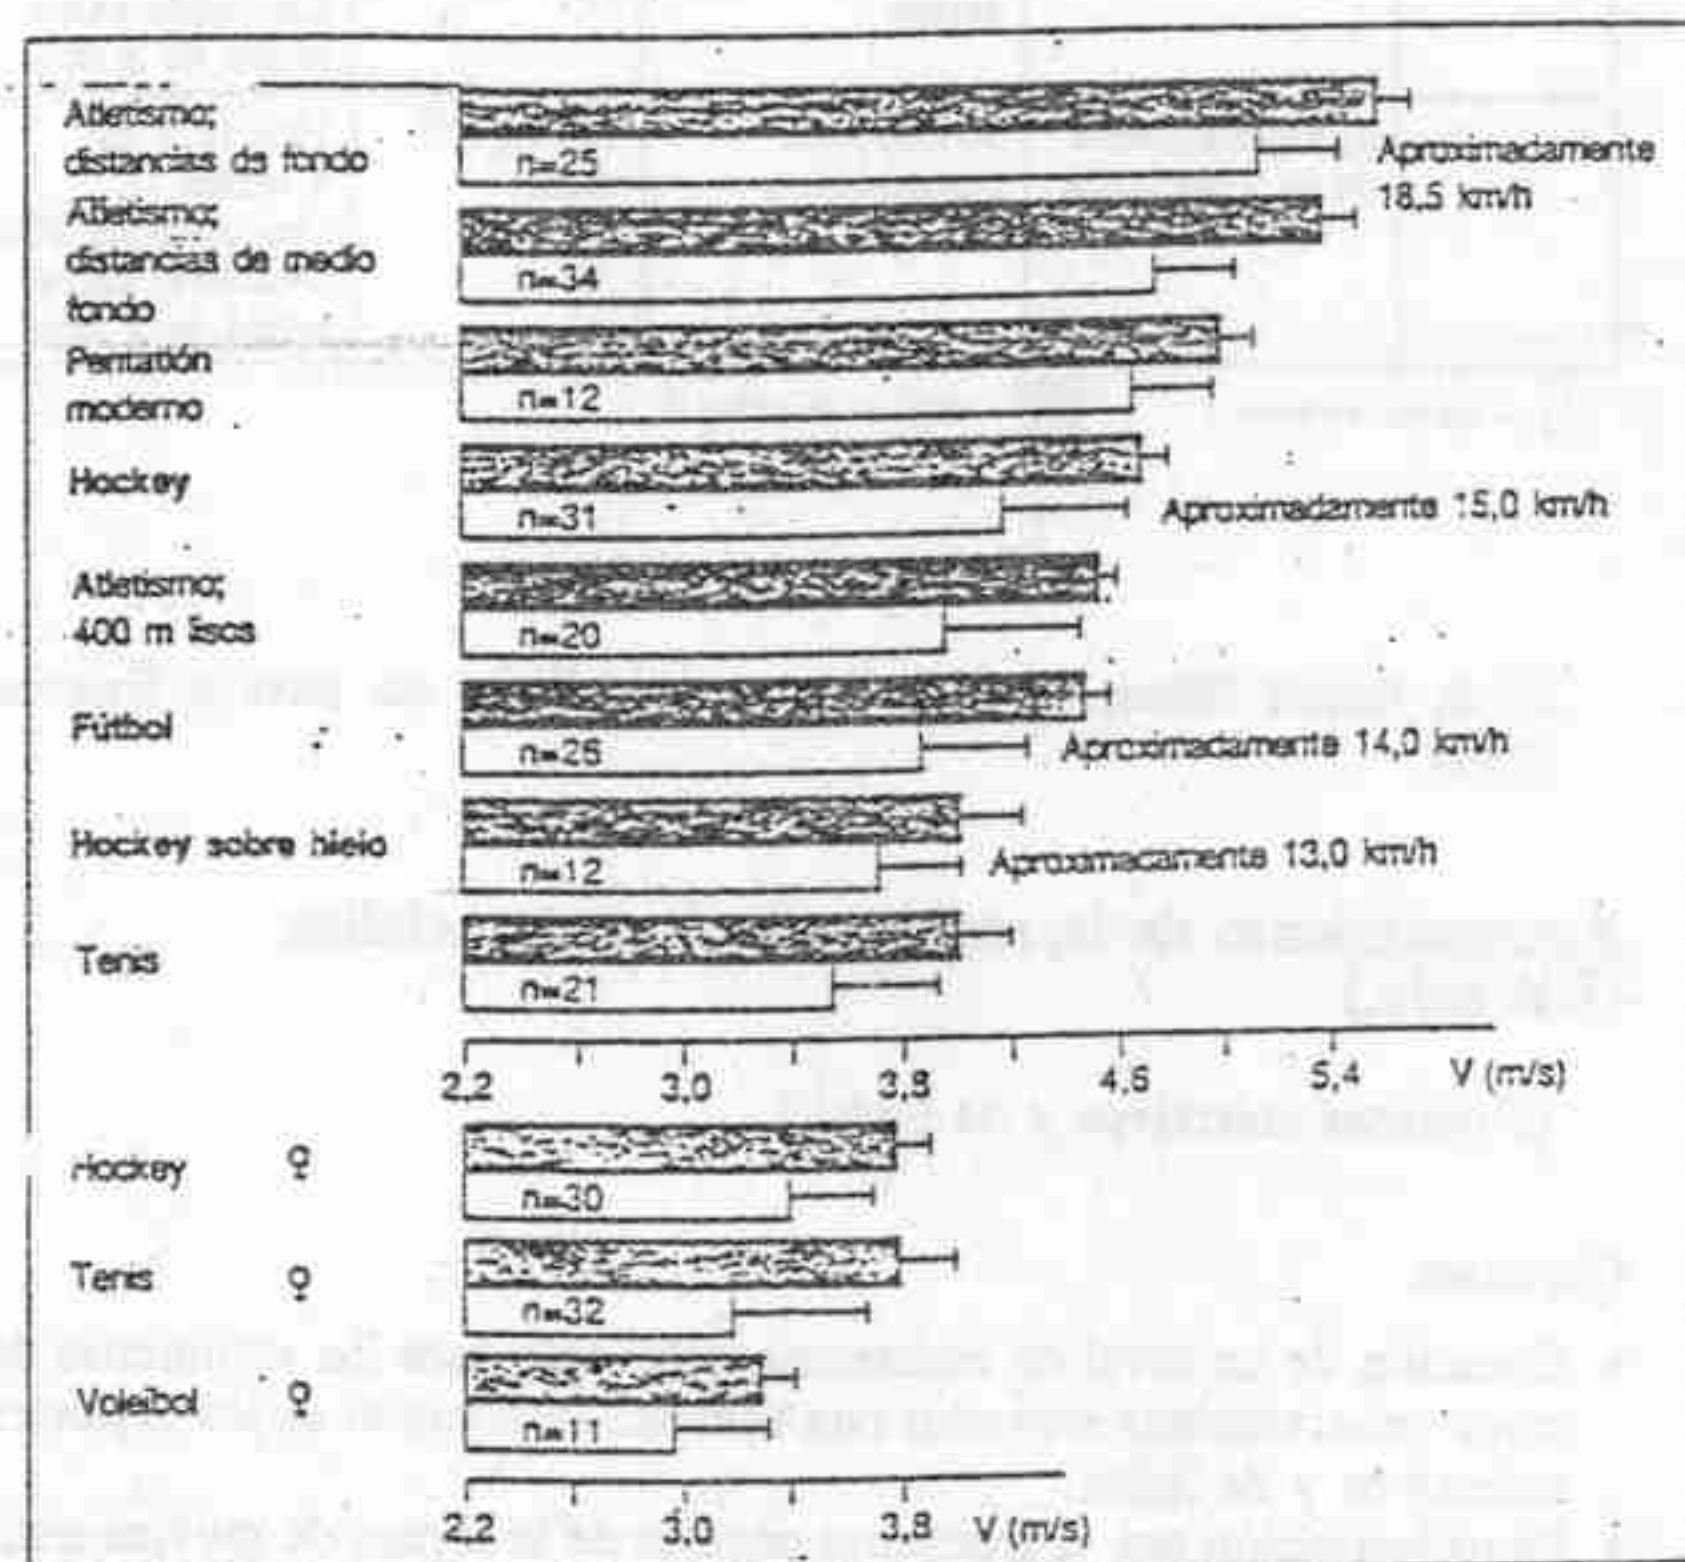 Atletismo;
distancias de fondo
n=25
Aproximadamente
18,5 km/h
Atletismo;
distancias de medio
fondo
n=34
Pentatlón
moderno
n=12
Hockey
n=31
Aproximadamente 15,0 km/h
Atletismo;
400 m lisos
n=20
Fútbol
n=26
Aproximadamente 14,0 km/h
Hockey sobre hielo
n=12
Aproximadamente 13,0 km/h
Tenis
n=21
2,2 3,0 3,8 4,6 5,4 V (m/s)
Hockey ♀
n=30
Tenis ♀
n=32
Voleibol ♀
n=11
2,2 3,0 3,8 V (m/s)